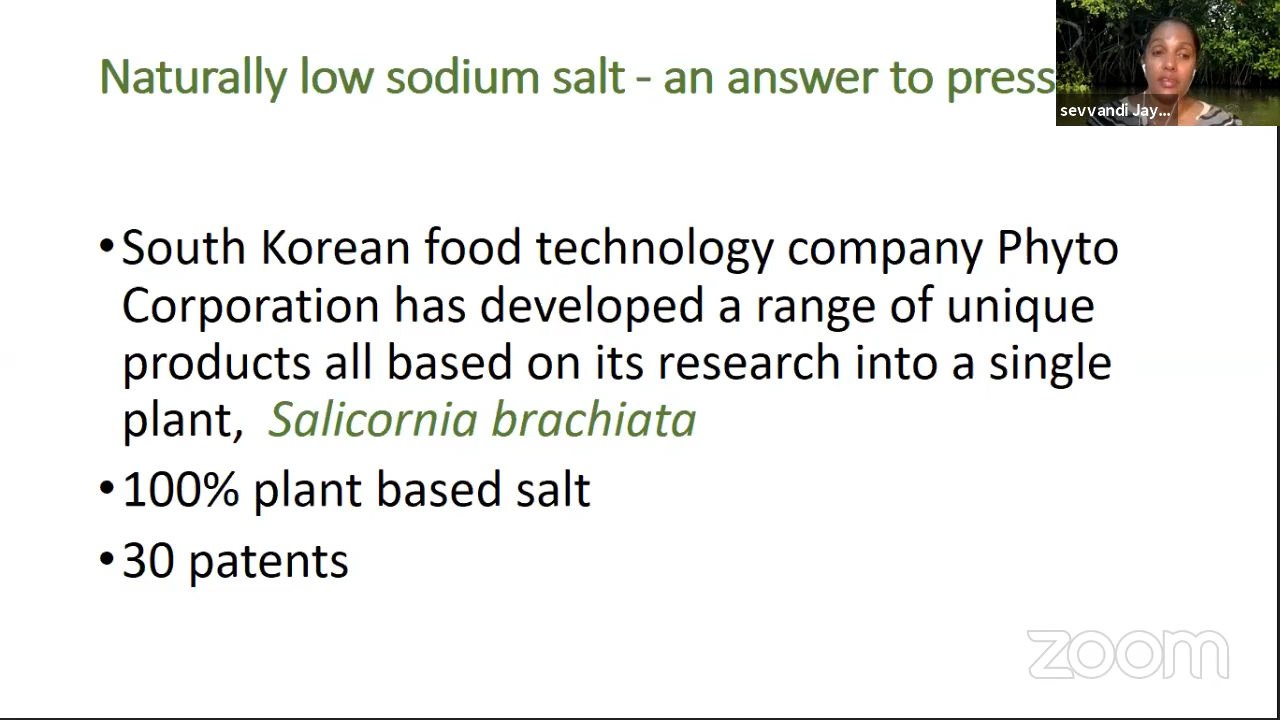 Naturally low sodium salt - an answer to press
sevvandi Jay...
•South Korean food technology company Phyto
Corporation has developed a range of unique
products all based on its research into a single
plant, Salicornia brachiata
•100% plant based salt
•30 patents
zoom